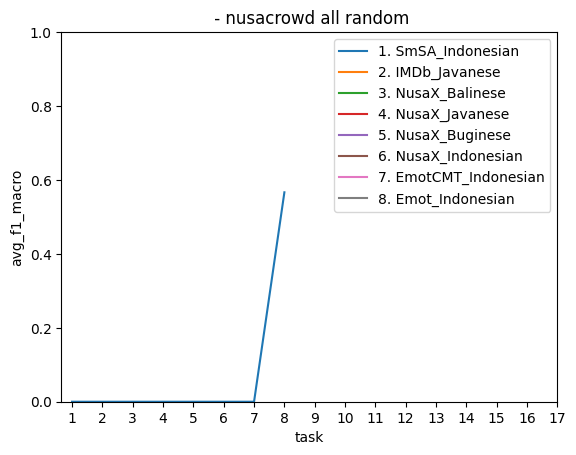 - nusacrowd all random
1.0
0.8
0.6
0.4
0.2
0.0
avg_f1_macro
1. SmSA_Indonesian
2. IMDb_Javanese
3. NusaX_Balinese
4. NusaX_Javanese
5. NusaX_Buginese
6. NusaX_Indonesian
7. EmotCMT_Indonesian
8. Emot_Indonesian
1 2 3 4 5 6 7 8 9 10 11 12 13 14 15 16 17
task